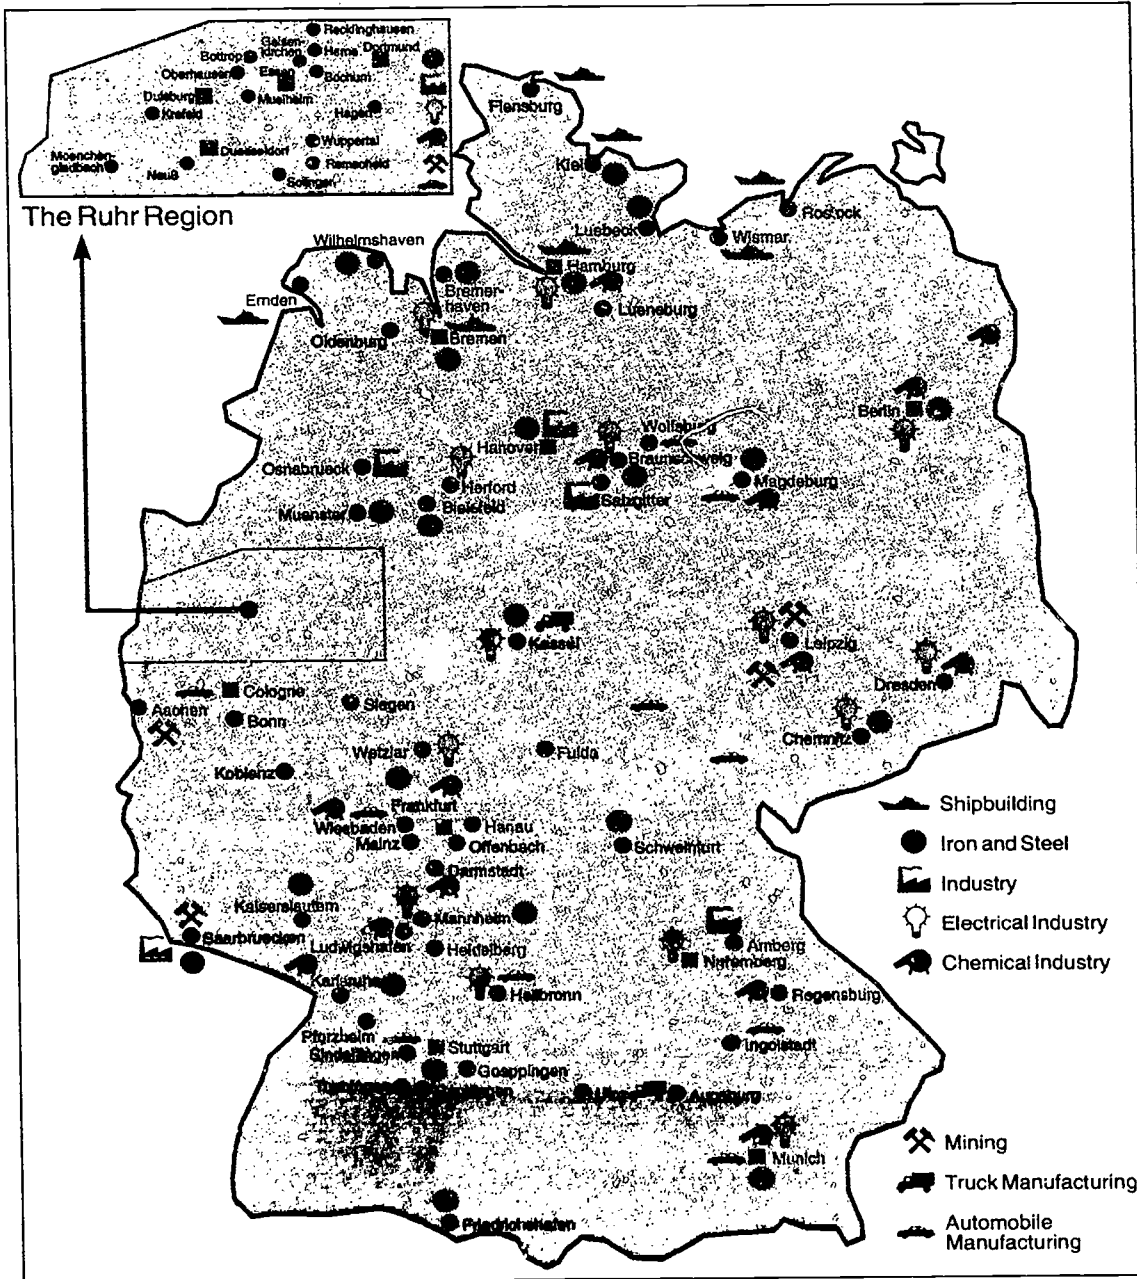 Recklinghausen
Gelsen-
kirchen
Herne
Dortmund
Bottrop
Oberhausen
Essen
Bochum
Duisburg
Muelheim
Krefeld
Hagen
Duesseldorf
Wuppertal
Moenchen-
gladbach
Neuß
Remscheid
Solingen
The Ruhr Region
Flensburg
Kiel
Rostock
Luebeck
Wismar
Wilhelmshaven
Hamburg
Bremer-
haven
Emden
Lueneburg
Oldenburg
Bremen
Berlin
Wolfsburg
Hanover
Braunschweig
Osnabrueck
Herford
Magdeburg
Salzgitter
Bielefeld
Muenster
Kassel
Leipzig
Dresden
Cologne
Aachen
Siegen
Bonn
Chemnitz
Wetzlar
Fulda
Koblenz
Frankfurt
Wiesbaden
Hanau
Mainz
Offenbach
Schweinfurt
Darmstadt
Kaiserslautern
Mannheim
Saarbruecken
Ludwigshafen
Heidelberg
Amberg
Nuremberg
Karlsruhe
Heilbronn
Regensburg
Pforzheim
Sindelfingen
Stuttgart
Ingolstadt
Goeppingen
Ulm
Augsburg
Munich
Friedrichshafen
Shipbuilding
Iron and Steel
Industry
Electrical Industry
Chemical Industry
Mining
Truck Manufacturing
Automobile
Manufacturing